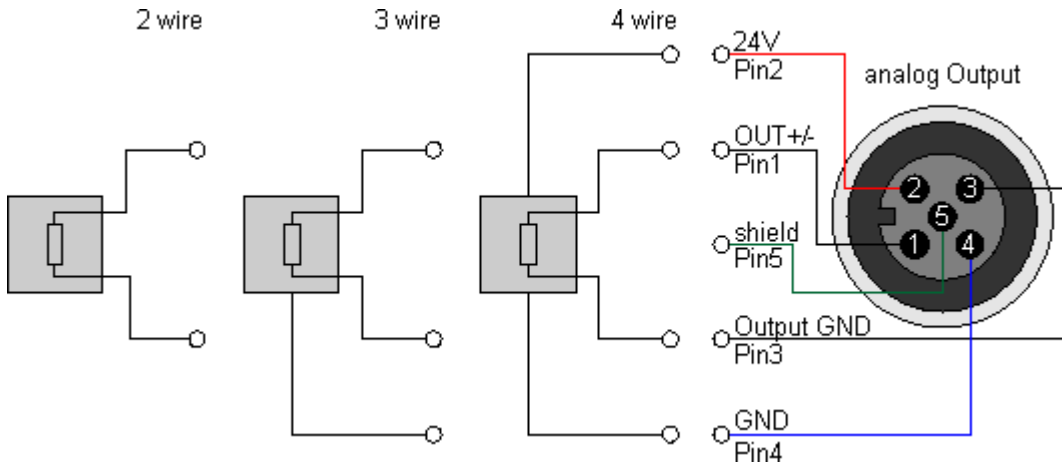 2 wire
3 wire
4 wire
24V
Pin2
analog Output
OUT+/-
Pin1
2
3
5
1
4
shield
Pin5
Output GND
Pin3
GND
Pin4